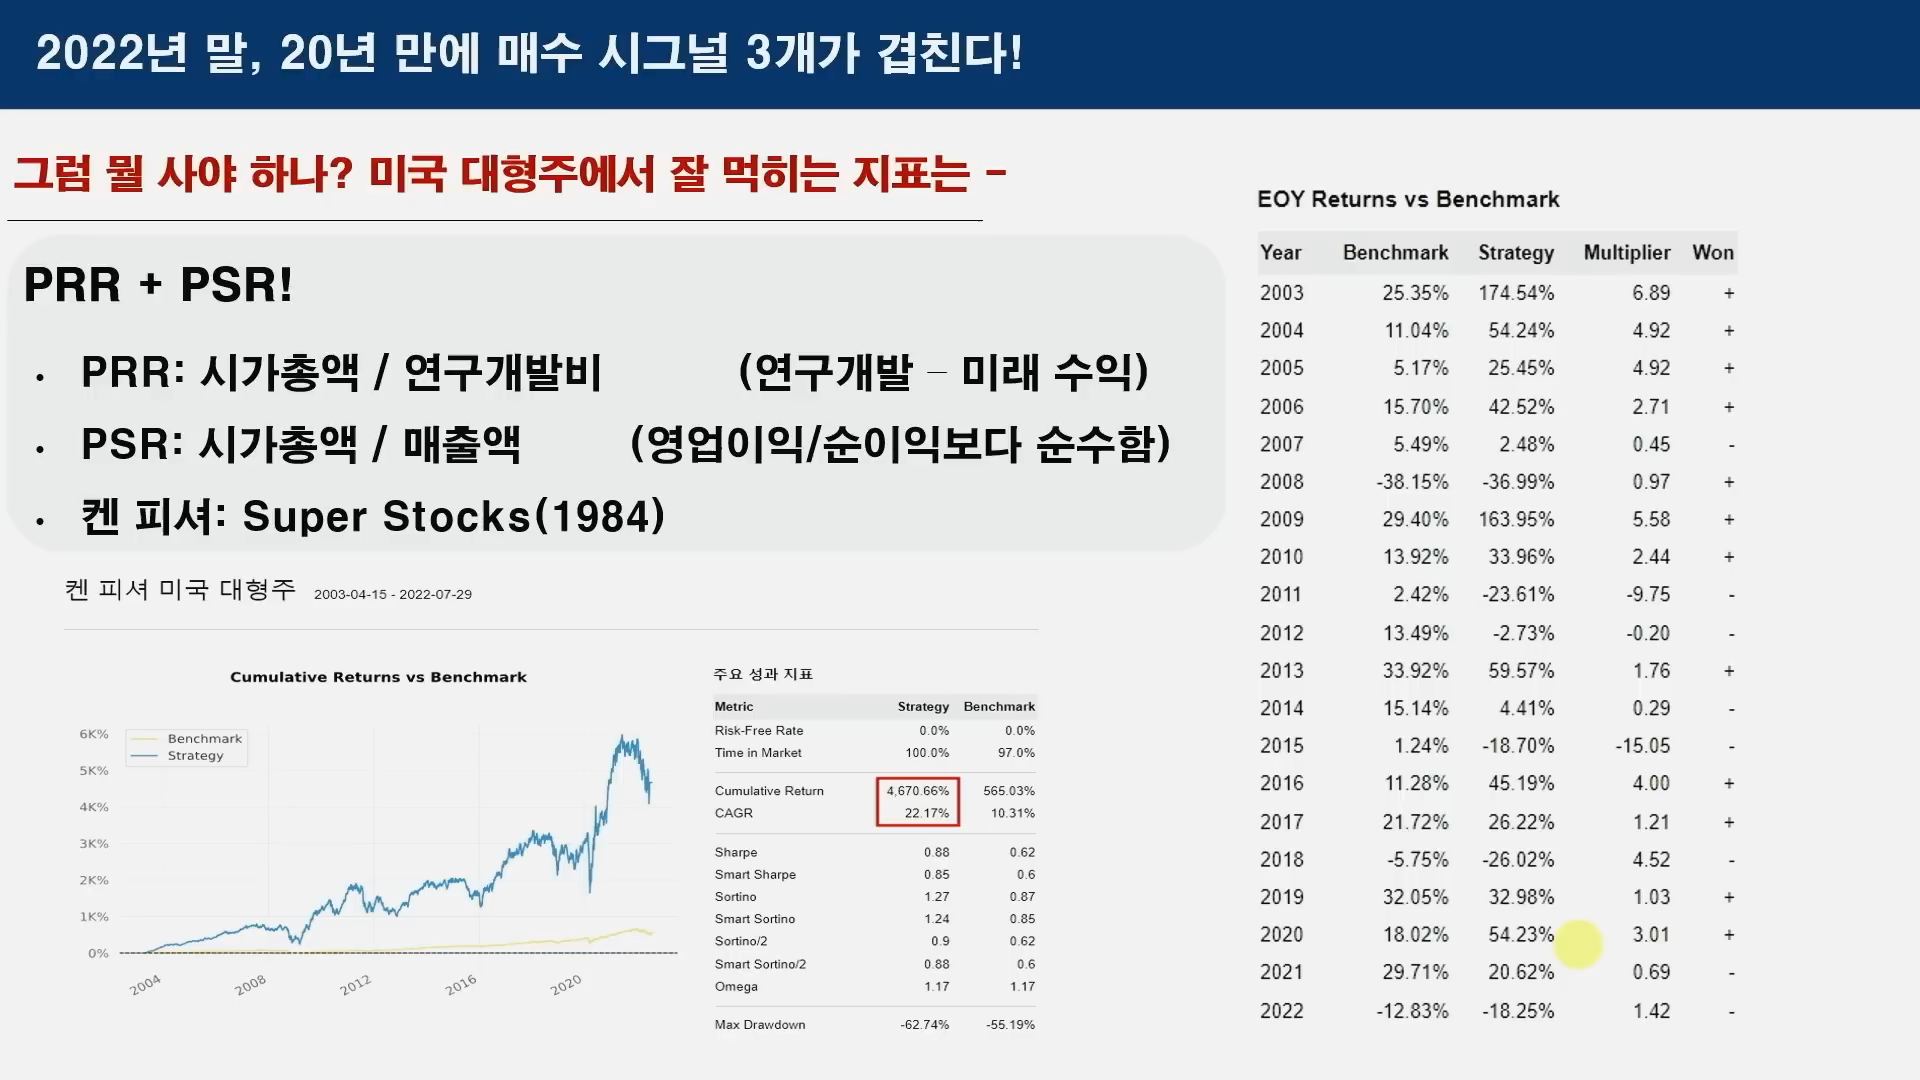 2022년 말, 20년 만에 매수 시그널 3개가 겹친다!
그럼 뭘 사야 하나? 미국 대형주에서 잘 먹히는 지표는 -
PRR + PSR!
• PRR: 시가총액 / 연구개발비 (연구개발 – 미래 수익)
• PSR: 시가총액 / 매출액 (영업이익/순이익보다 순수함)
• 켄 피셔: Super Stocks(1984)
켄 피셔 미국 대형주 2003-04-15 - 2022-07-29
Cumulative Returns vs Benchmark
Benchmark
Strategy
6K%
5K%
4K%
3K%
2K%
1K%
0%
2004 2008 2012 2016 2020
주요 성과 지표
Metric Strategy Benchmark
Risk-Free Rate 0.0% 0.0%
Time in Market 100.0% 97.0%
Cumulative Return 4,670.66% 565.03%
CAGR 22.17% 10.31%
Sharpe 0.88 0.62
Smart Sharpe 0.85 0.6
Sortino 1.27 0.87
Smart Sortino 1.24 0.85
Sortino/2 0.9 0.62
Smart Sortino/2 0.88 0.6
Omega 1.17 1.17
Max Drawdown -62.74% -55.19%
EOY Returns vs Benchmark
Year Benchmark Strategy Multiplier Won
2003 25.35% 174.54% 6.89 +
2004 11.04% 54.24% 4.92 +
2005 5.17% 25.45% 4.92 +
2006 15.70% 42.52% 2.71 +
2007 5.49% 2.48% 0.45 -
2008 -38.15% -36.99% 0.97 +
2009 29.40% 163.95% 5.58 +
2010 13.92% 33.96% 2.44 +
2011 2.42% -23.61% -9.75 -
2012 13.49% -2.73% -0.20 -
2013 33.92% 59.57% 1.76 +
2014 15.14% 4.41% 0.29 -
2015 1.24% -18.70% -15.05 -
2016 11.28% 45.19% 4.00 +
2017 21.72% 26.22% 1.21 +
2018 -5.75% -26.02% 4.52 -
2019 32.05% 32.98% 1.03 +
2020 18.02% 54.23% 3.01 +
2021 29.71% 20.62% 0.69 -
2022 -12.83% -18.25% 1.42 -